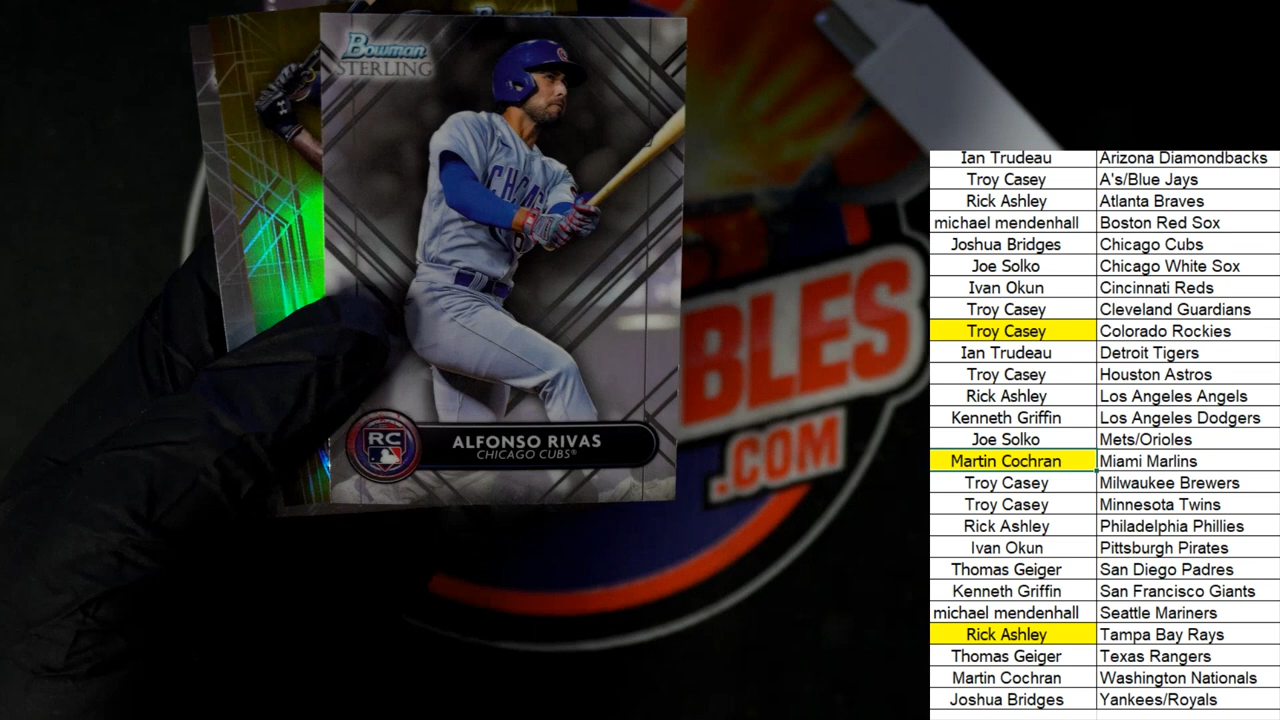 Bowman
STERLING
CHICA
RC
ALFONSO RIVAS
CHICAGO CUBS®
BLES
.COM
Ian Trudeau Arizona Diamondbacks
Troy Casey A's/Blue Jays
Rick Ashley Atlanta Braves
michael mendenhall Boston Red Sox
Joshua Bridges Chicago Cubs
Joe Solko Chicago White Sox
Ivan Okun Cincinnati Reds
Troy Casey Cleveland Guardians
Troy Casey Colorado Rockies
Ian Trudeau Detroit Tigers
Troy Casey Houston Astros
Rick Ashley Los Angeles Angels
Kenneth Griffin Los Angeles Dodgers
Joe Solko Mets/Orioles
Martin Cochran Miami Marlins
Troy Casey Milwaukee Brewers
Troy Casey Minnesota Twins
Rick Ashley Philadelphia Phillies
Ivan Okun Pittsburgh Pirates
Thomas Geiger San Diego Padres
Kenneth Griffin San Francisco Giants
michael mendenhall Seattle Mariners
Rick Ashley Tampa Bay Rays
Thomas Geiger Texas Rangers
Martin Cochran Washington Nationals
Joshua Bridges Yankees/Royals